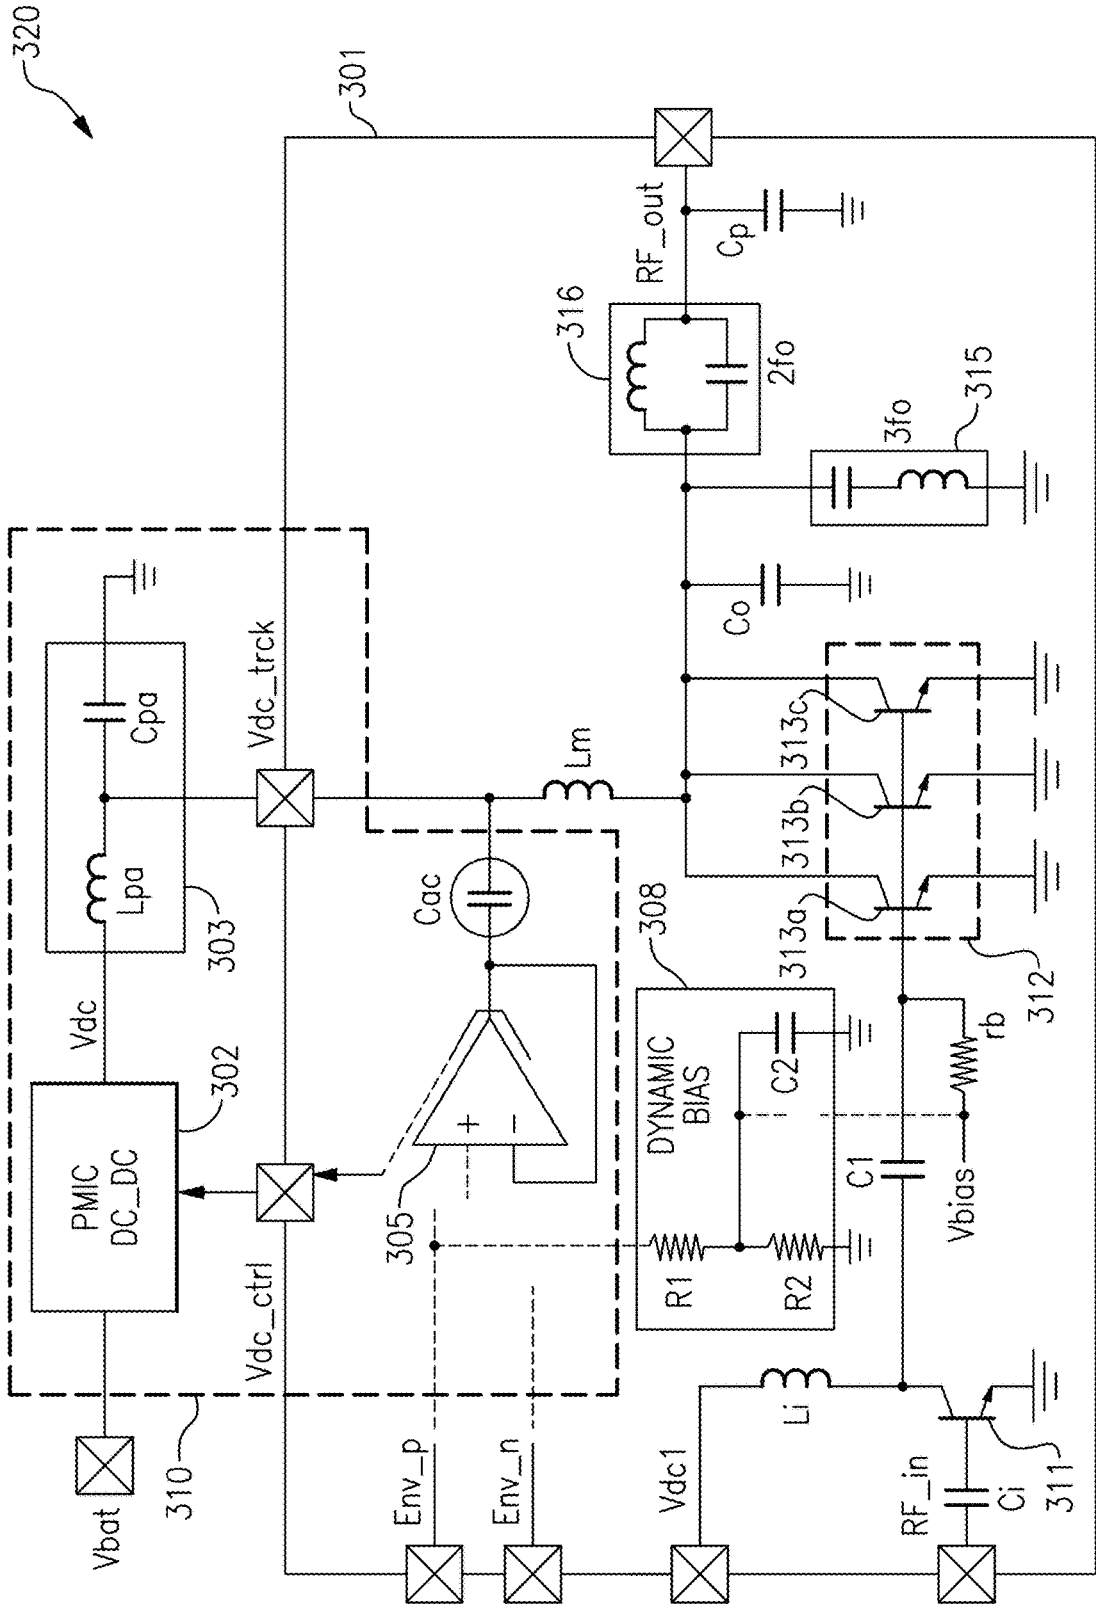 320
Vbat
310
PMIC
DC_DC
302
Vdc
Lpa
Cpa
303
Vdc_ctrl
Vdc_trck
301
Env_p
Env_n
305
+
−
Cac
Lm
308
DYNAMIC
BIAS
R1
R2
C2
316
2fo
RF_out
Cp
Vdc1
Li
C1
Vbias
rb
313a
313b
313c
312
Co
3fo
315
RF_in
Ci
311